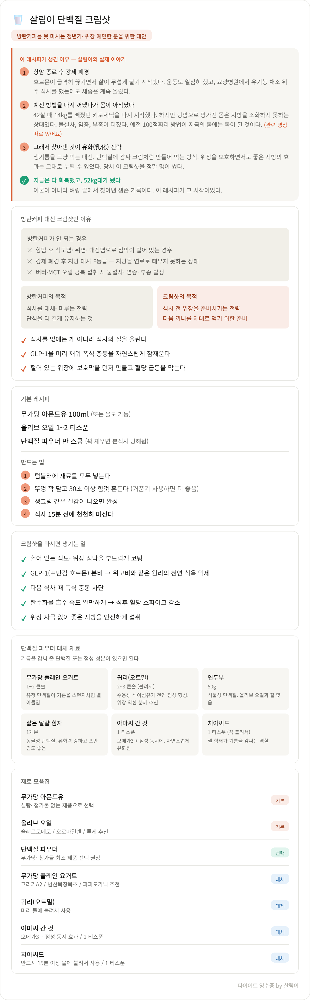 살림이 단백질 크림샷
방탄커피를 못 마시는 갱년기· 위장 예민한 분을 위한 대안
이 레시피가 생긴 이유 — 살림이의 실제 이야기
1 항암 종료 후 강제 폐경
호르몬이 급격히 끊기면서 살이 무섭게 붙기 시작했다. 운동도 열심히 했고, 요양병원에서 유기농 채소 위
주 식사를 했는데도 체중은 계속 올랐다.
2 예전 방법을 다시 꺼냈다가 몸이 아작났다
42살 때 14kg를 빼줬던 키토제닉을 다시 시작했다. 하지만 항암으로 망가진 몸은 지방을 소화하지 못하는
상태였다. 물설사, 염증, 부종이 터졌다. 예전 100점짜리 방법이 지금의 몸에는 독이 된 것이다. (관련 영상
따로 있어요)
3 그래서 찾아낸 것이 유화(乳化) 전략
생기름을 그냥 먹는 대신, 단백질에 감싸 크림처럼 만들어 먹는 방식. 위장을 보호하면서도 좋은 지방의 효
과는 그대로 누릴 수 있었다. 당시 이 크림샷을 정말 많이 썼다.
✓ 지금은 다 회복했고, 52kg대가 됐다
이론이 아니라 벼랑 끝에서 찾아낸 생존 기록이다. 이 레시피가 그 시작이었다.
방탄커피 대신 크림샷인 이유
방탄커피가 안 되는 경우
✕ 항암 후 식도염· 위염· 대장염으로 점막이 헐어 있는 경우
✕ 강제 폐경 후 지방 대사 F등급 — 지방을 연료로 태우지 못하는 상태
✕ 버터·MCT 오일 공복 섭취 시 물설사· 염증· 부종 발생
방탄커피의 목적
식사를 대체· 미루는 전략
단식을 더 길게 유지하는 것
크림샷의 목적
식사 전 위장을 준비시키는 전략
다음 끼니를 제대로 먹기 위한 준비
✓ 식사를 없애는 게 아니라 식사의 질을 올린다
✓ GLP-1을 미리 깨워 폭식 충동을 자연스럽게 잠재운다
✓ 헐어 있는 위장에 보호막을 먼저 만들고 혈당 급등을 막는다
기본 레시피
무가당 아몬드유 100ml (또는 물도 가능)
올리브 오일 1~2 티스푼
단백질 파우더 반 스쿱 (꽉 채우면 본식사 방해됨)
만드는 법
1 텀블러에 재료를 모두 넣는다
2 뚜껑 꽉 닫고 30초 이상 힘껏 흔든다 (거품기 사용하면 더 좋음)
3 생크림 같은 질감이 나오면 완성
4 식사 15분 전에 천천히 마신다
크림샷을 마시면 생기는 일
✓ 헐어 있는 식도· 위장 점막을 부드럽게 코팅
✓ GLP-1(포만감 호르몬) 분비 → 위고비와 같은 원리의 천연 식욕 억제
✓ 다음 식사 때 폭식 충동 차단
✓ 탄수화물 흡수 속도 완만하게 → 식후 혈당 스파이크 감소
✓ 위장 자극 없이 좋은 지방을 안전하게 섭취
단백질 파우더 대체 재료
기름을 감싸 줄 단백질 또는 점성 성분이 있으면 된다
무가당 플레인 요거트
1~2 큰술
유청 단백질이 기름을 스펀지처럼 빨
아들임
귀리(오트밀)
2~3 큰술 (불려서)
수용성 식이섬유가 천연 점성 형성.
위장 약한 분께 추천
연두부
50g
식물성 단백질. 올리브 오일과 잘 맞
음
삶은 달걀 흰자
1개분
동물성 단백질. 유화력 강하고 포만
감도 좋음
아마씨 간 것
1 티스푼
오메가3 + 점성 동시에. 자연스럽게
유화됨
치아씨드
1 티스푼 (꼭 불려서)
젤 형태가 기름을 감싸는 역할
재료 모음집
무가당 아몬드유
설탕· 첨가물 없는 제품으로 선택
기본
올리브 오일
솔레르로메로 / 오로바일렌 / 루케 추천
기본
단백질 파우더
무가당· 첨가물 최소 제품 선택 권장
선택
무가당 플레인 요거트
그리키A2 / 범산목장목초 / 파파오가닉 추천
대체
귀리(오트밀)
미리 물에 불려서 사용
대체
아마씨 간 것
오메가3 + 점성 동시 효과 / 1 티스푼
대체
치아씨드
반드시 15분 이상 물에 불려서 사용 / 1 티스푼
대체
다이어트 영수증 by 살림이